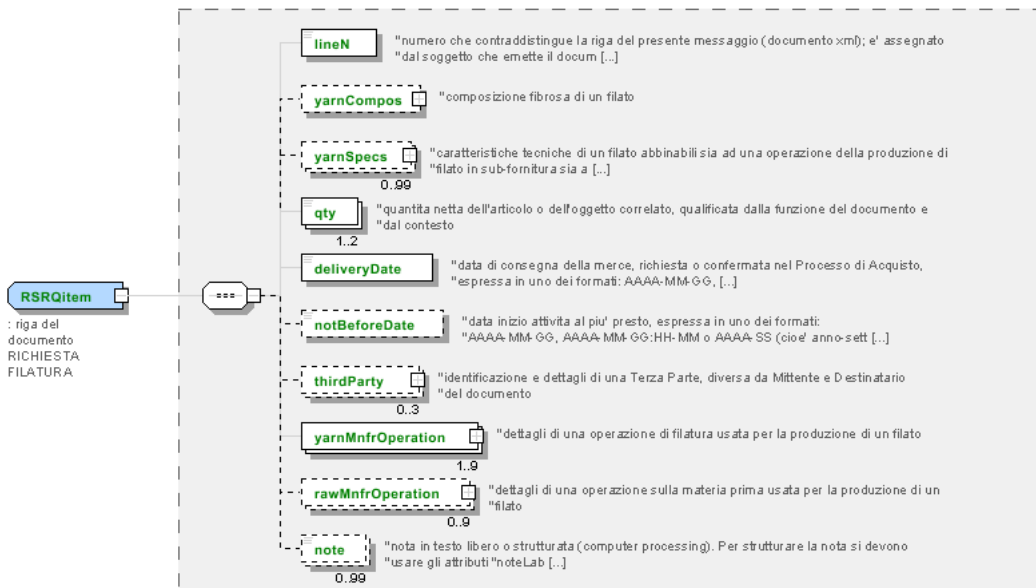 lineN
"numero che contraddistingue la riga del presente messaggio (documento xml); e' assegnato
"dal soggetto che emette il docum [...]
yarnCompos
"composizione fibrosa di un filato
yarnSpecs
"caratteristiche tecniche di un filato abbinabili sia ad una operazione della produzione di
"filato in sub-fornitura sia a [...]
0..99
qty
"quantita netta dell'articolo o dell'oggetto correlato, qualificata dalla funzione del documento e
"dal contesto
1..2
deliveryDate
"data di consegna della merce, richiesta o confermata nel Processo di Acquisto,
"espressa in uno dei formati: AAAA-MM-GG, [...]
RSRQitem
: riga del
documento
RICHIESTA
FILATURA
notBeforeDate
"data inizio attivita al piu' presto, espressa in uno dei formati:
"AAAA-MM-GG, AAAA-MM-GG:HH-MM o AAAA-SS (cioe' anno-sett [...]
thirdParty
"identificazione e dettagli di una Terza Parte, diversa da Mittente e Destinatario
"del documento
0..3
yarnMnfrOperation
"dettagli di una operazione di filatura usata per la produzione di un filato
1..9
rawMnfrOperation
"dettagli di una operazione sulla materia prima usata per la produzione di un
"filato
0..9
note
"nota in testo libero o strutturata (computer processing). Per strutturare la nota si devono
"usare gli attributi "noteLab [...]
0..99